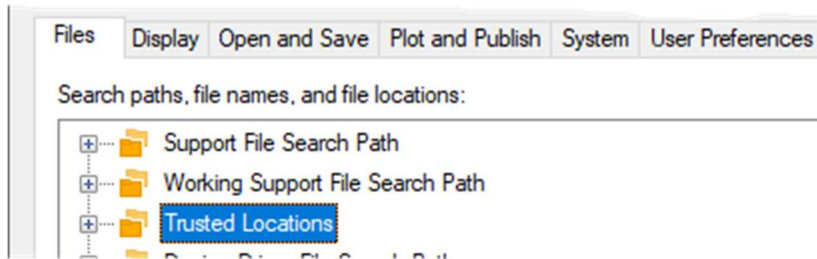 Files Display Open and Save Plot and Publish System User Preferences
Search paths, file names, and file locations:
Support File Search Path
Working Support File Search Path
Trusted Locations